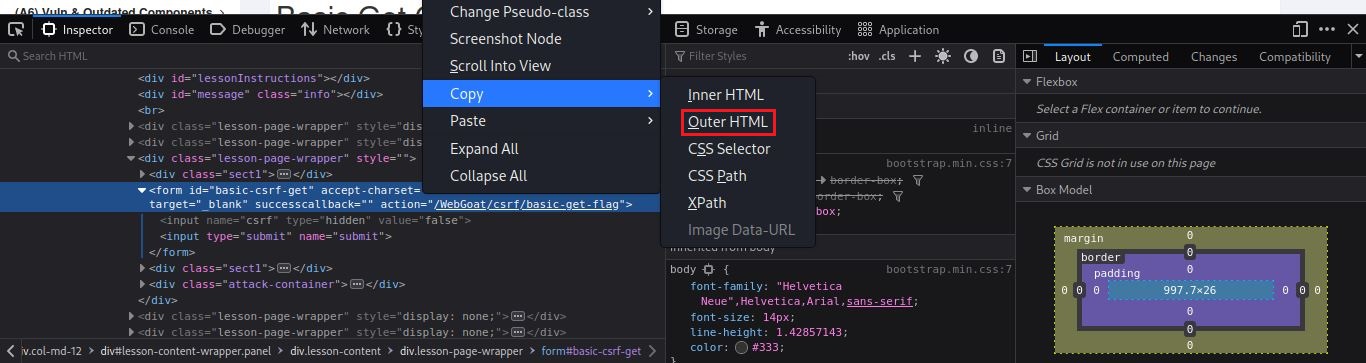 (A6) Vuln & Outdated Components
Basic Get
Inspector
Console
Debugger
Network
Storage
Accessibility
Application
Search HTML
<div id="lessonInstructions"></div>
<div id="message" class="info"></div>
<br>
<div class="lesson-page-wrapper" style="dis
<div class="lesson-page-wrapper" style="dis
<div class="lesson-page-wrapper" style="">
<div class="sect1"></div>
<form id="basic-csrf-get" accept-charset=
target="_blank" successcallback="" action="/WebGoat/csrf/basic-get-flag">
<input name="csrf" type="hidden" value="false">
<input type="submit" name="submit">
</form>
<div class="sect1"></div>
<div class="attack-container"></div>
</div>
<div class="lesson-page-wrapper" style="display: none;"></div>
<div class="lesson-page-wrapper" style="display: none;"></div>
iv.col-md-12
div#lesson-content-wrapper.panel
div.lesson-content
div.lesson-page-wrapper
form#basic-csrf-get
Change Pseudo-class
Screenshot Node
Scroll Into View
Copy
Paste
Expand All
Collapse All
Inner HTML
Outer HTML
CSS Selector
CSS Path
XPath
Image Data-URL
Filter Styles
:hov .cls
inline
bootstrap.min.css:7
border-box;
border-box;
box;
Inherited from body
body { bootstrap.min.css:7
font-family: "Helvetica
Neue",Helvetica,Arial,sans-serif;
font-size: 14px;
line-height: 1.42857143;
color: #333;
}
Layout
Computed
Changes
Compatibility
Flexbox
Select a Flex container or item to continue.
Grid
CSS Grid is not in use on this page
Box Model
margin
0
border
0
padding
0
0 0 0 997.7×26 0 0 0
0
0
0